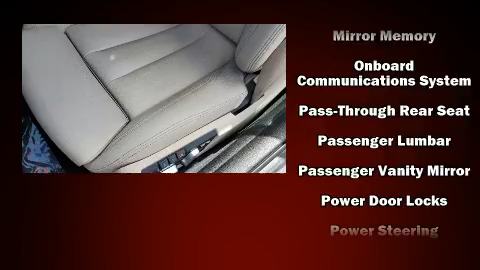 Mirror Memory
Onboard
Communications System
Pass-Through Rear Seat
Passenger Lumbar
Passenger Vanity Mirror
Power Door Locks
Power Steering